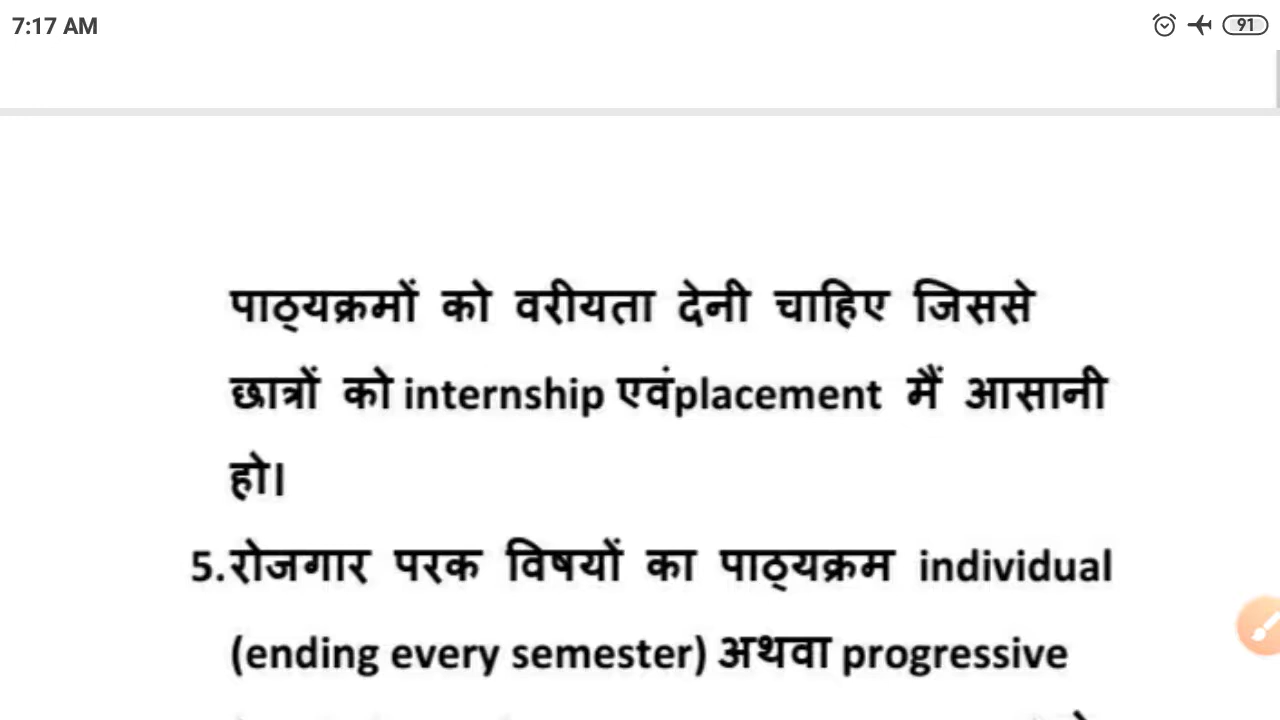 7:17 AM
91
पाठ्यक्रमों को वरीयता देनी चाहिए जिससे
छात्रों को internship एवंplacement मैं आसानी
हो।
5.रोजगार परक विषयों का पाठ्यक्रम individual
(ending every semester) अथवा progressive